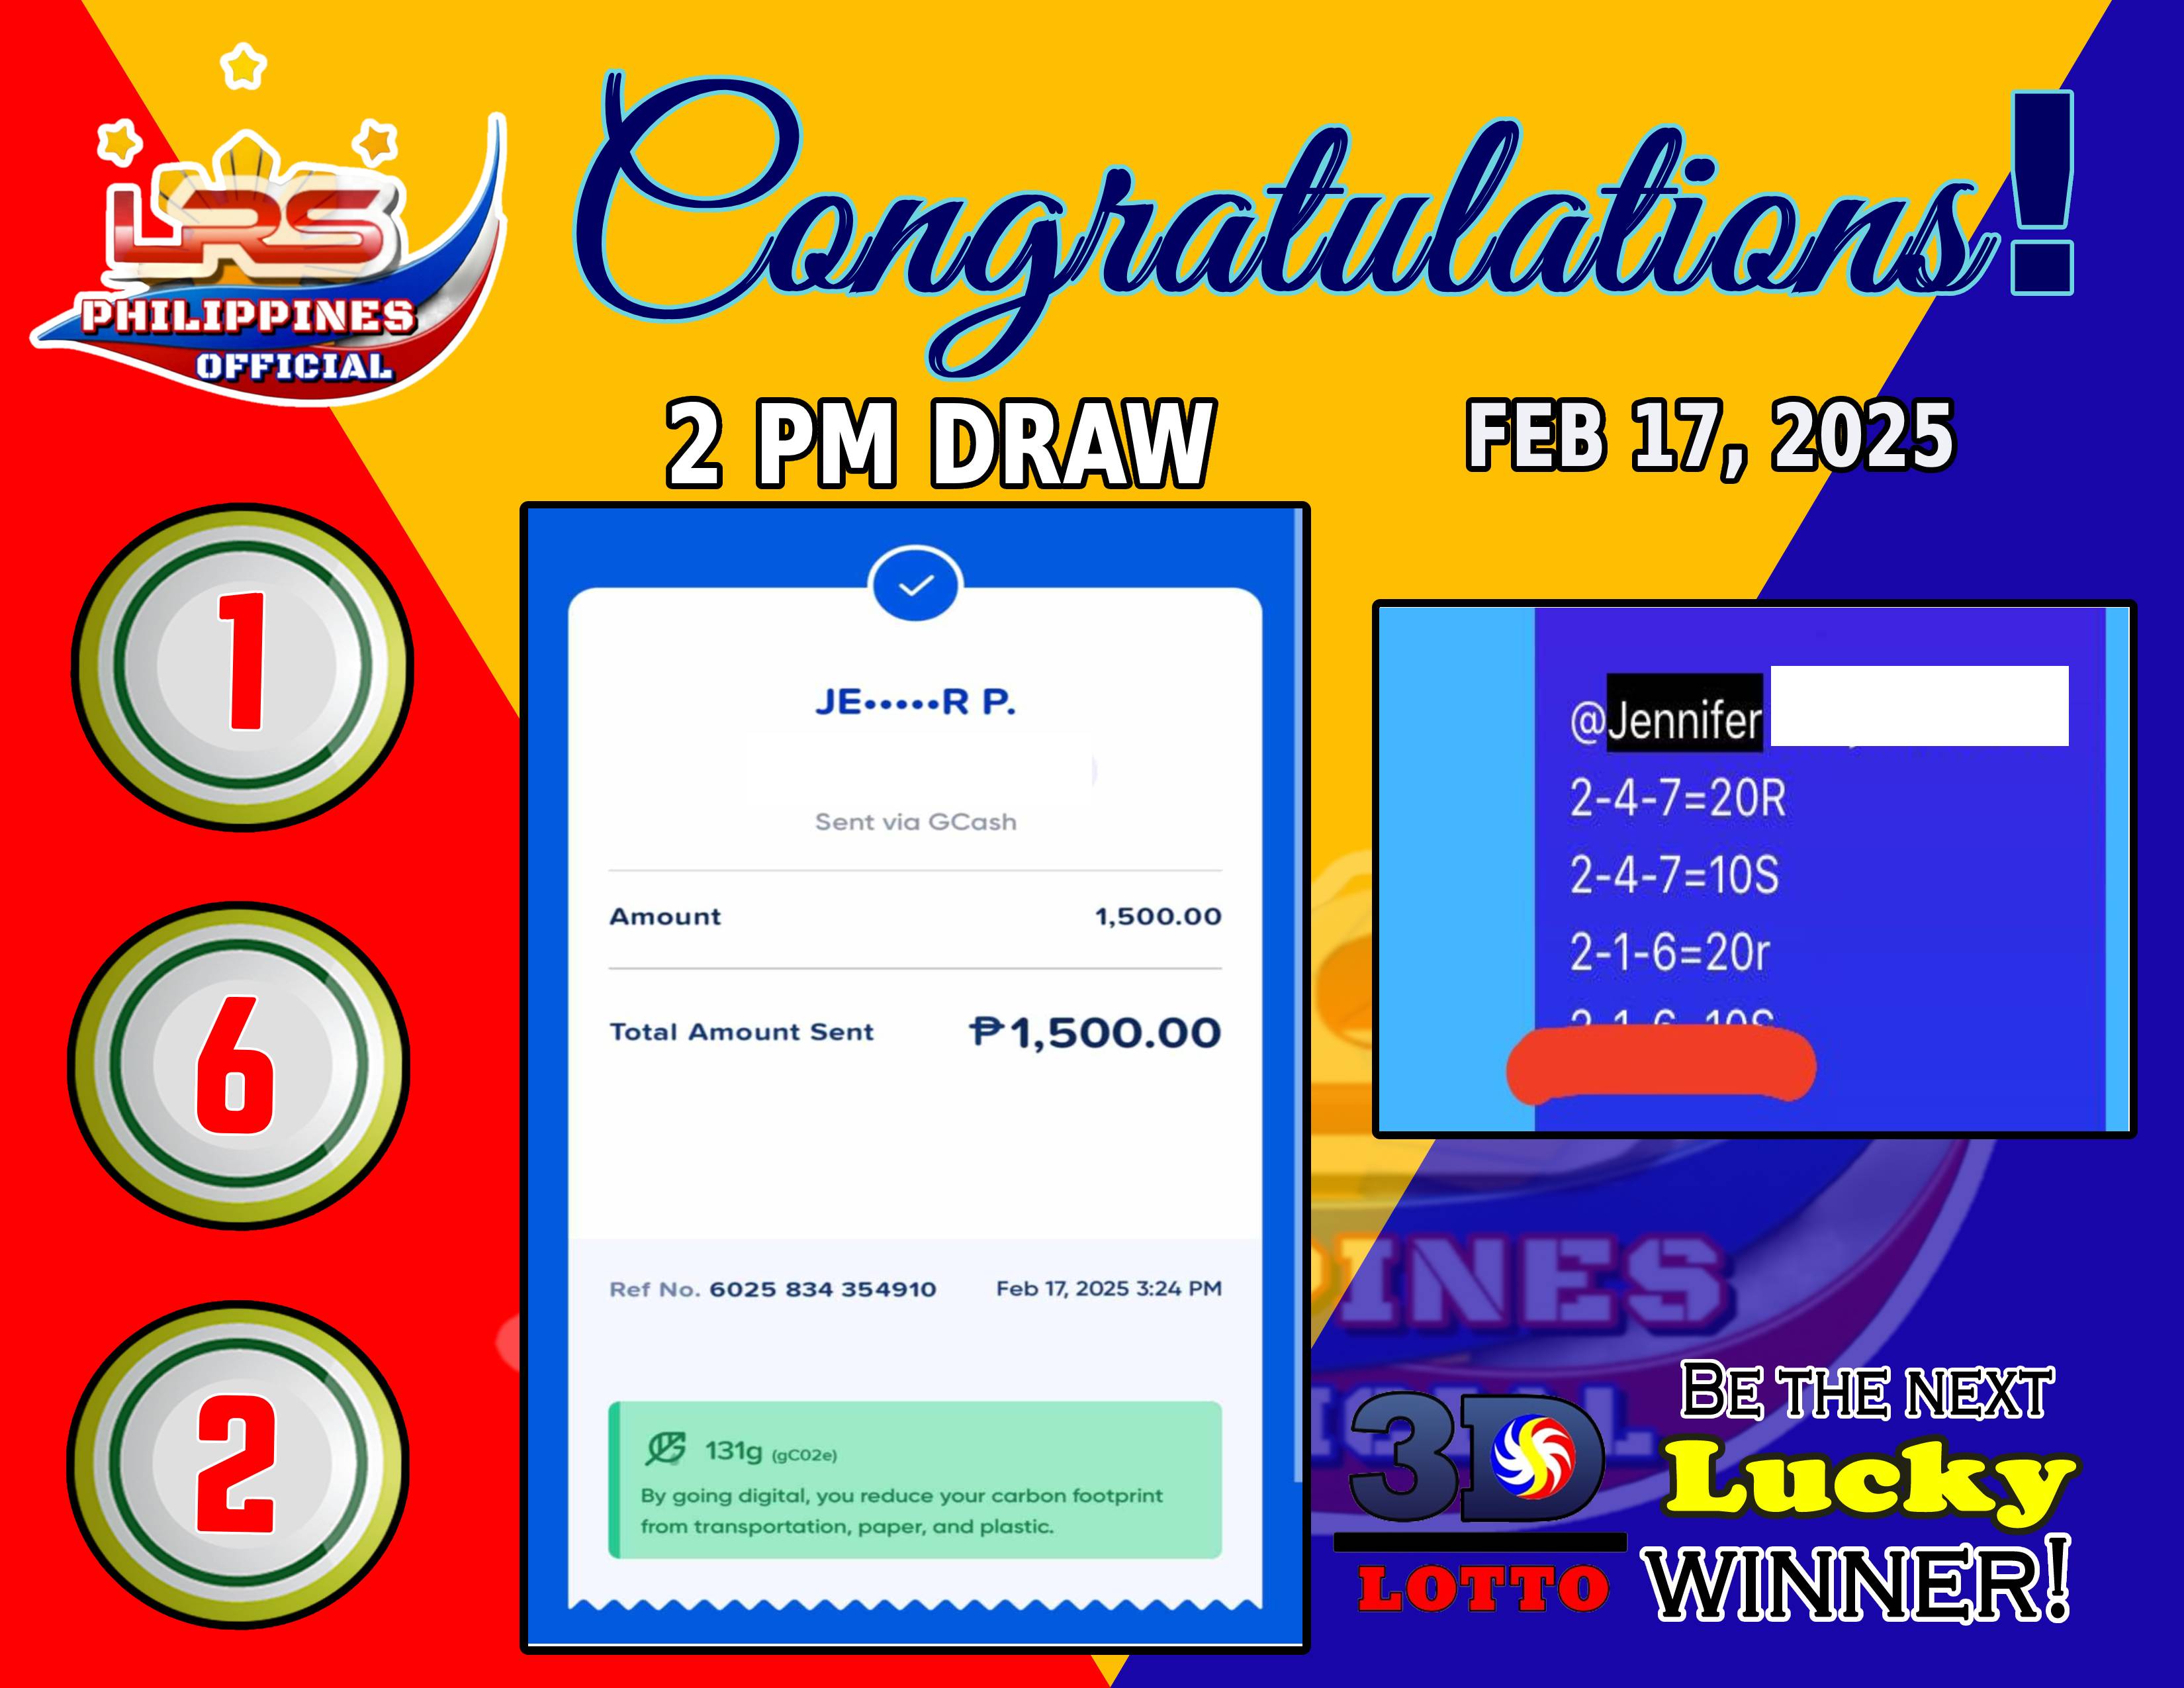 LRS
PHILIPPINES
OFFICIAL
Congratulations!
2 PM DRAW
FEB 17, 2025
1
6
2
JE•••••R P.
Sent via GCash
Amount 1,500.00
Total Amount Sent ₱1,500.00
Ref No. 6025 834 354910 Feb 17, 2025 3:24 PM
131g (gC02e)
By going digital, you reduce your carbon footprint
from transportation, paper, and plastic.
@Jennifer
2-4-7=20R
2-4-7=10S
2-1-6=20r
PINES
3D
LOTTO
BE THE NEXT
Lucky
WINNER!